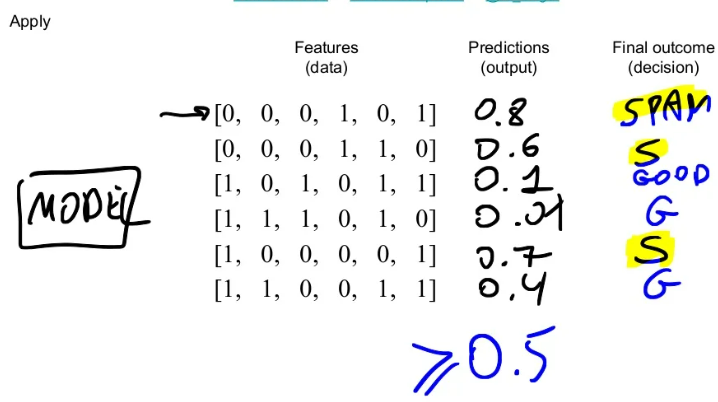 Apply
Features Predictions Final outcome
(data) (output) (decision)
[0, 0, 0, 1, 0, 1] 0.8 SPAM
[0, 0, 0, 1, 1, 0] 0.6 S
[1, 0, 1, 0, 1, 1] 0.1 GOOD
MODEL
[1, 1, 1, 0, 1, 0] 0.01 G
[1, 0, 0, 0, 0, 1] 0.7 S
[1, 1, 0, 0, 1, 1] 0.4 G
≥0.5